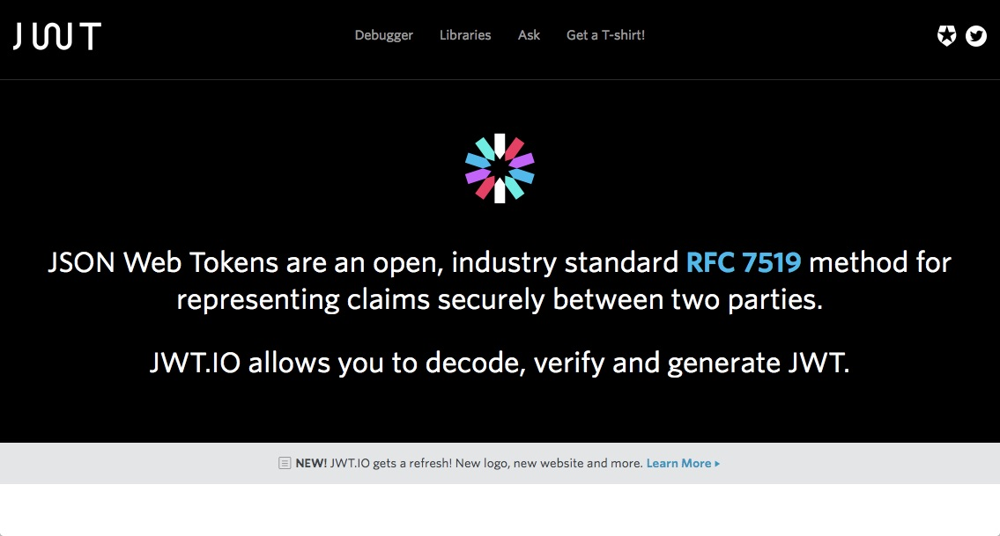 JWT
Debugger Libraries Ask Get a T-shirt!
JSON Web Tokens are an open, industry standard RFC 7519 method for
representing claims securely between two parties.
JWT.IO allows you to decode, verify and generate JWT.
NEW! JWT.IO gets a refresh! New logo, new website and more. Learn More